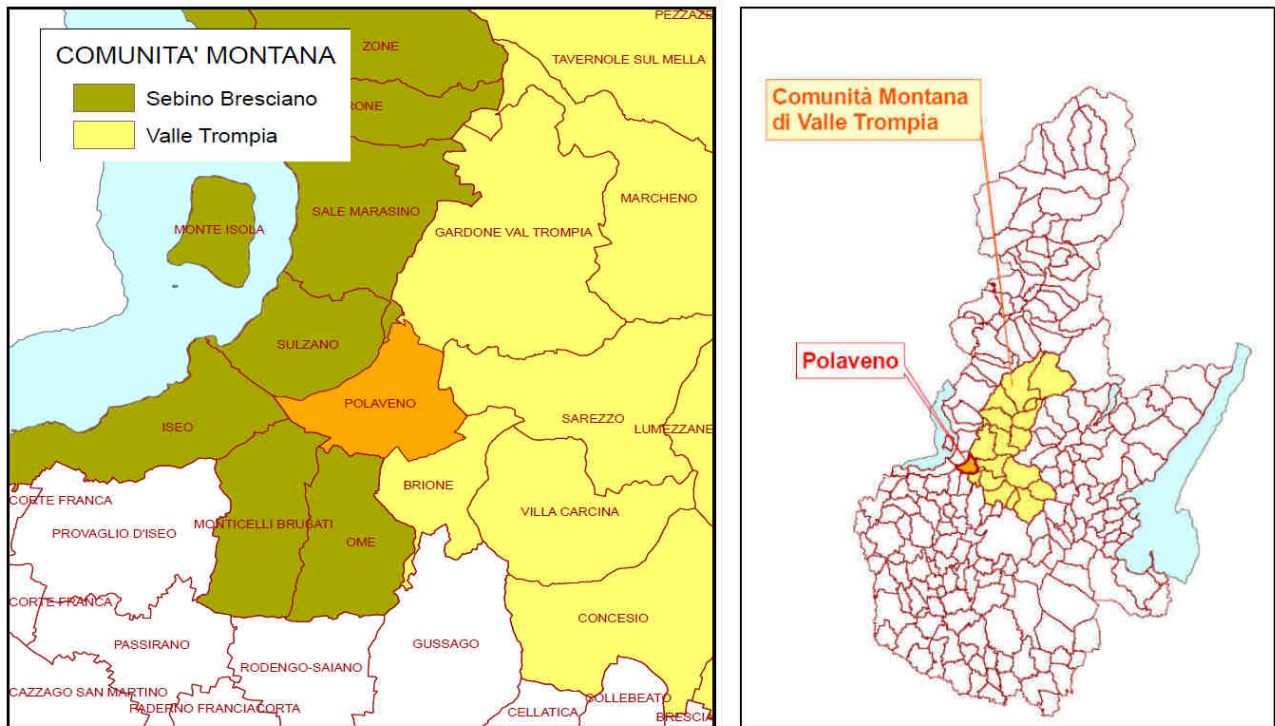 COMUNITA' MONTANA
Sebino Bresciano
Valle Trompia
PEZZAZE
ZONE
TAVERNOLE SUL MELLA
RONE
MARCHENO
SALE MARASINO
MONTE ISOLA
GARDONE VAL TROMPIA
SULZANO
POLAVENO
ISEO
SAREZZO
LUMEZZANE
BRIONE
CORTE FRANCA
VILLA CARCINA
PROVAGLIO D'ISEO
MONTICELLI BRUSATI
OME
CORTE FRANCA
CONCESIO
PASSIRANO
GUSSAGO
RODENGO-SAIANO
CAZZAGO SAN MARTINO
PADERNO FRANCIACORTA
COLLEBEATO
CELLATICA
BRESCIA
Comunità Montana
di Valle Trompia
Polaveno